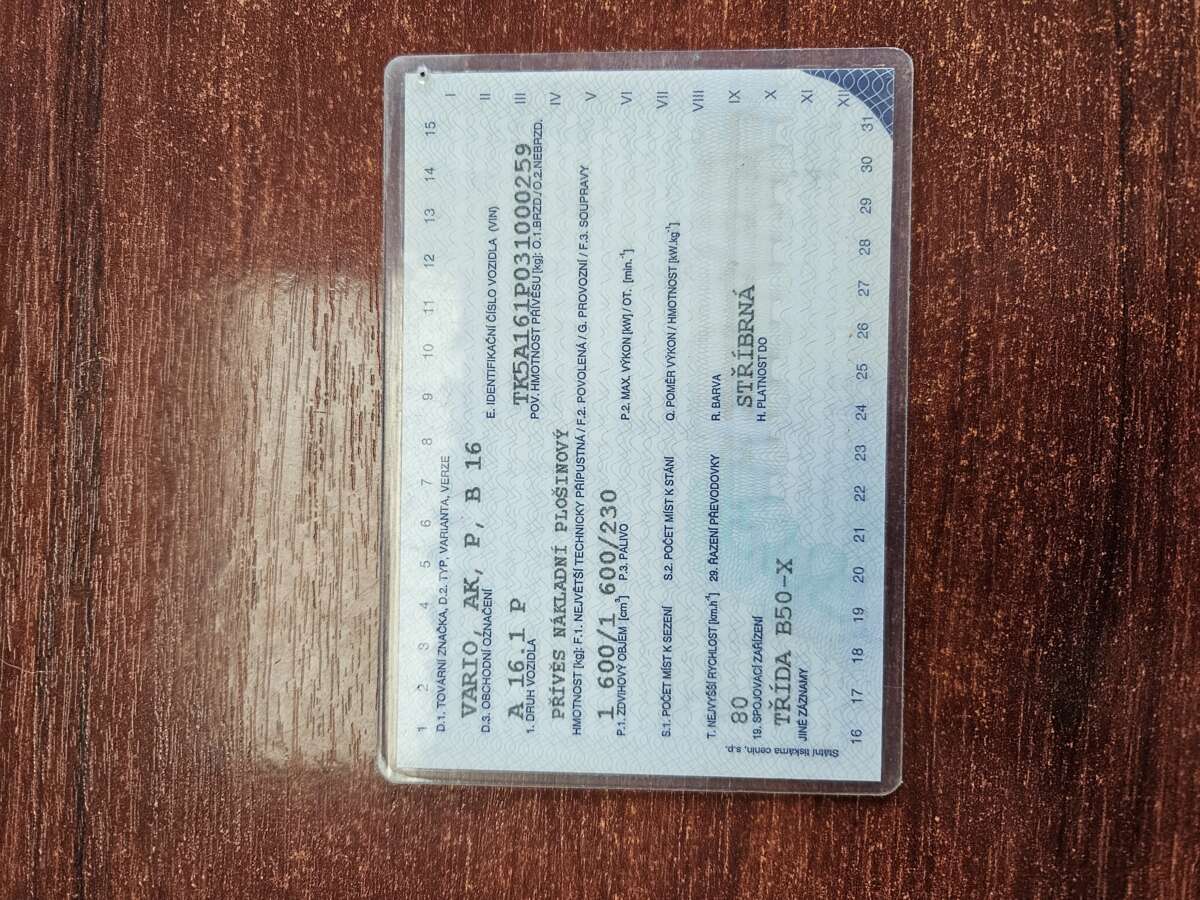 1 2 3 4 5 6 7 8 9 10 11 12 13 14 15
D.1. TOVÁRNÍ ZNAČKA, D.2. TYP, VARIANTA, VERZE
I
VARIO, AK, P, B 16
D.3. OBCHODNÍ OZNAČENÍ E. IDENTIFIKAČNÍ ČÍSLO VOZIDLA (VIN)
II
A 16.1 P TK5A161P031000259
III
1. DRUH VOZIDLA POV. HMOTNOST PŘÍVĚSU [kg]: O.1.BRZD./O.2.NEBRZD.
PŘÍVĚS NÁKLADNÍ PLOŠINOVÝ
IV
HMOTNOST [kg]: F.1. NEJVĚTŠÍ TECHNICKY PŘÍPUSTNÁ / F.2. POVOLENÁ / G. PROVOZNÍ / F.3. SOUPRAVY
V
1 600/1 600/230
P.1. ZDVIHOVÝ OBJEM [cm³] P.3. PALIVO P.2. MAX. VÝKON [kW] / OT. [min.⁻¹]
VI
S.1. POČET MÍST K SEZENÍ S.2. POČET MÍST K STÁNÍ Q. POMĚR VÝKON / HMOTNOST [kW.kg⁻¹]
VII
VIII
T. NEJVYŠŠÍ RYCHLOST [km.h⁻¹] 29. ŘAZENÍ PŘEVODOVKY R. BARVA
80 STŘÍBRNÁ
IX
19. SPOJOVACÍ ZAŘÍZENÍ H. PLATNOST DO
X
TŘÍDA B50-X
JINÉ ZÁZNAMY
XI
XII
16 17 18 19 20 21 22 23 24 25 26 27 28 29 30 31
Státní tiskárna cenin, s.p.